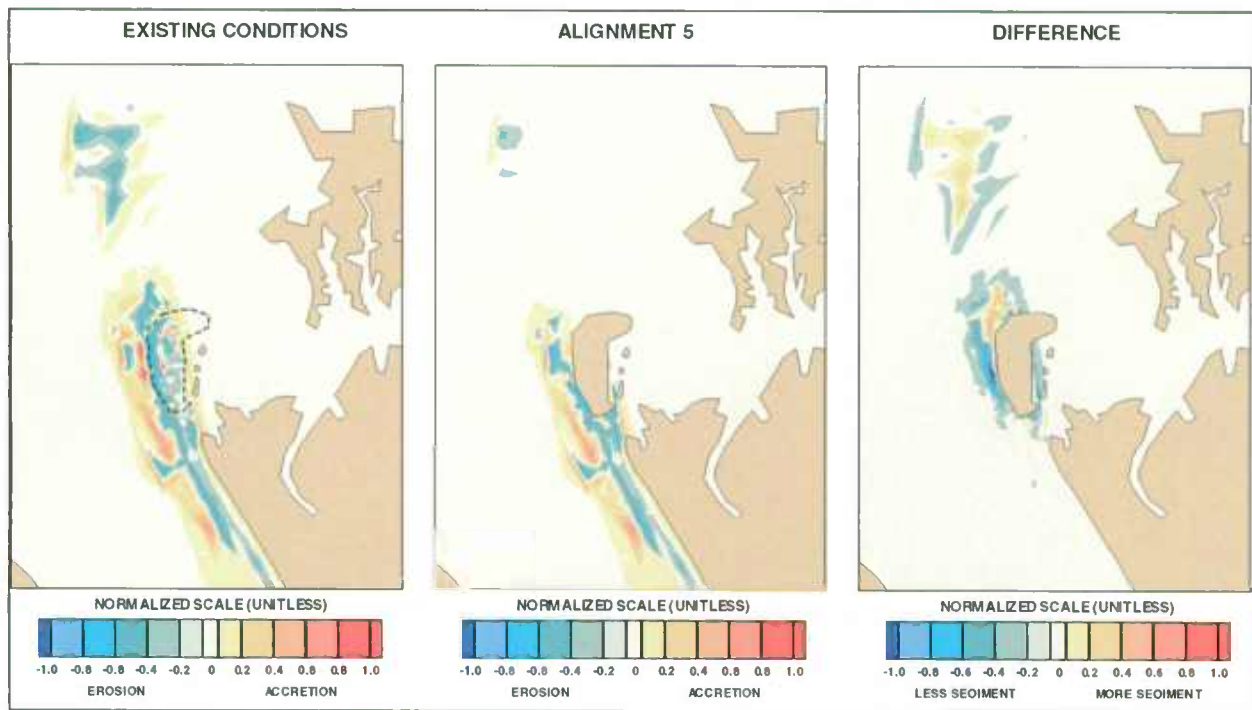 EXISTING CONDITIONS
ALIGNMENT 5
DIFFERENCE
NORMALIZED SCALE (UNITLESS)
-1.0 -0.8 -0.6 -0.4 -0.2 0 0.2 0.4 0.6 0.8 1.0
EROSION ACCRETION
NORMALIZED SCALE (UNITLESS)
-1.0 -0.8 -0.6 -0.4 -0.2 0 0.2 0.4 0.6 0.8 1.0
EROSION ACCRETION
NORMALIZED SCALE (UNITLESS)
-1.0 -0.8 -0.6 -0.4 -0.2 0 0.2 0.4 0.6 0.8 1.0
LESS SEOIMENT MORE SEOIMENT